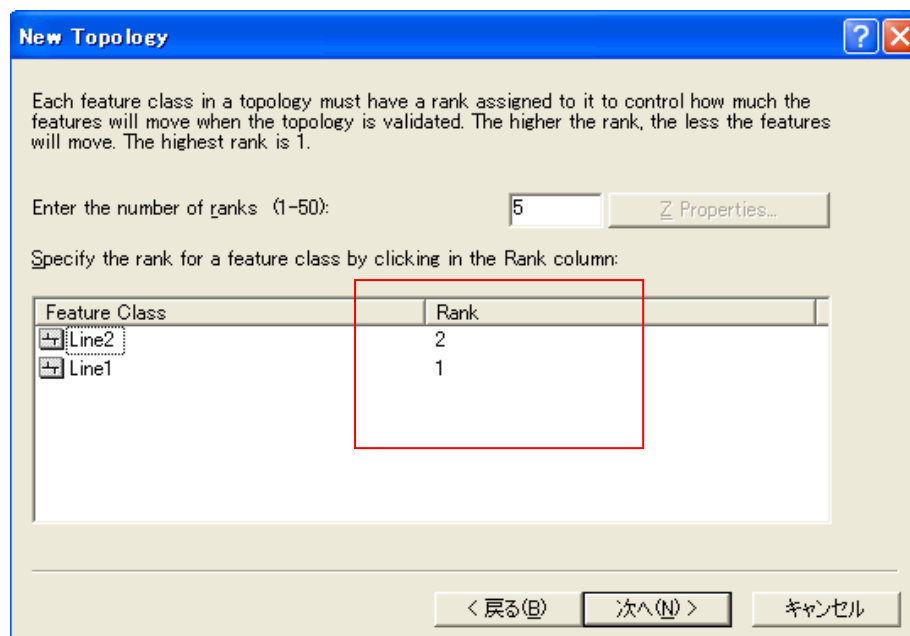 New Topology
Each feature class in a topology must have a rank assigned to it to control how much the
features will move when the topology is validated. The higher the rank, the less the features
will move. The highest rank is 1.
Enter the number of ranks (1-50): 5 Z Properties...
Specify the rank for a feature class by clicking in the Rank column:
Feature Class Rank
Line2 2
Line1 1
< 戻る(B) 次へ(N) > キャンセル